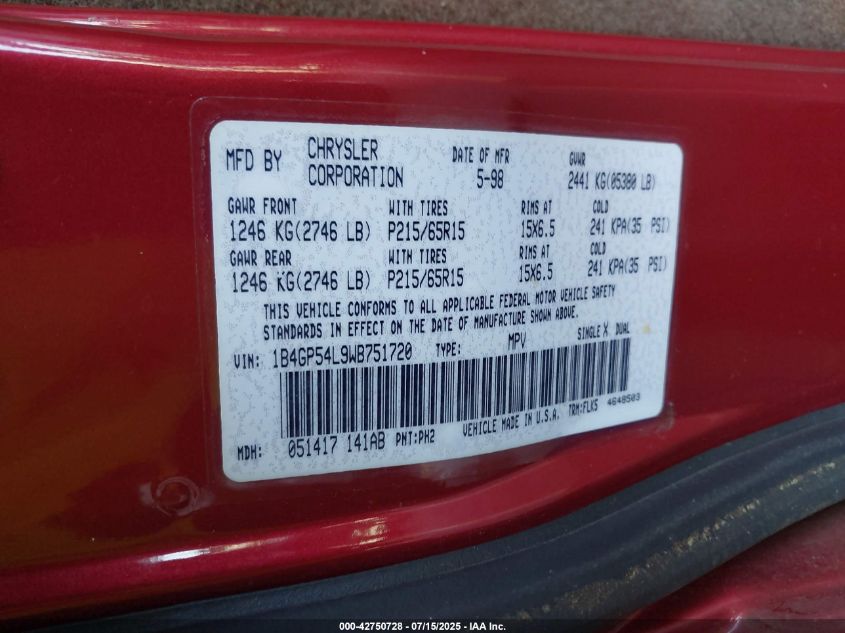 MFD BY CHRYSLER CORPORATION DATE OF MFR 5-98 GVWR 2441 KG(05380 LB)
GAWR FRONT WITH TIRES RIMS AT COLD
1246 KG(2746 LB) P215/65R15 15X6.5 241 KPA(35 PSI)
GAWR REAR WITH TIRES RIMS AT COLD
1246 KG(2746 LB) P215/65R15 15X6.5 241 KPA(35 PSI)
THIS VEHICLE CONFORMS TO ALL APPLICABLE FEDERAL MOTOR VEHICLE SAFETY
STANDARDS IN EFFECT ON THE DATE OF MANUFACTURE SHOWN ABOVE.
VIN: 1B4GP54L9WB751720 TYPE: MPV SINGLE X DUAL
MDH: 051417 141AB PNT:PH2 VEHICLE MADE IN U.S.A. TRM:FLK5 4648503
000-42750728 - 07/15/2025 - IAA Inc.